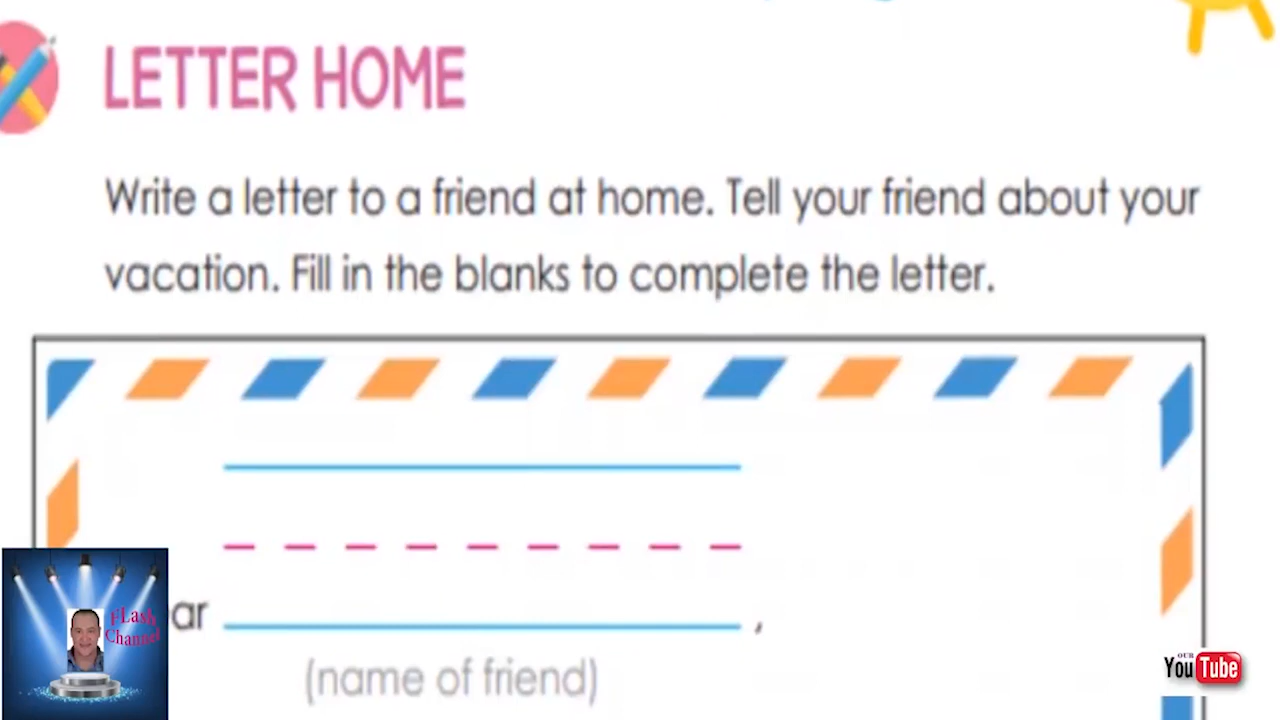 LETTER HOME
Write a letter to a friend at home. Tell your friend about your
vacation. Fill in the blanks to complete the letter.
ar ,
(name of friend)
FLash
Channel
OUR
YouTube